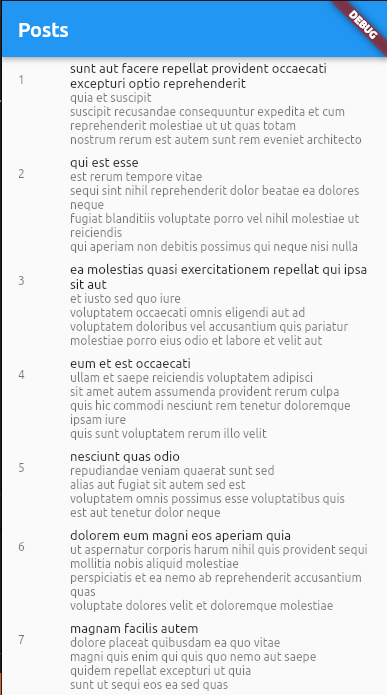 Posts
DEBUG
1
sunt aut facere repellat provident occaecati
excepturi optio reprehenderit
quia et suscipit
suscipit recusandae consequuntur expedita et cum
reprehenderit molestiae ut ut quas totam
nostrum rerum est autem sunt rem eveniet architecto
2
qui est esse
est rerum tempore vitae
sequi sint nihil reprehenderit dolor beatae ea dolores
neque
fugiat blanditiis voluptate porro vel nihil molestiae ut
reiciendis
qui aperiam non debitis possimus qui neque nisi nulla
3
ea molestias quasi exercitationem repellat qui ipsa
sit aut
et iusto sed quo iure
voluptatem occaecati omnis eligendi aut ad
voluptatem doloribus vel accusantium quis pariatur
molestiae porro eius odio et labore et velit aut
4
eum et est occaecati
ullam et saepe reiciendis voluptatem adipisci
sit amet autem assumenda provident rerum culpa
quis hic commodi nesciunt rem tenetur doloremque
ipsam iure
quis sunt voluptatem rerum illo velit
5
nesciunt quas odio
repudiandae veniam quaerat sunt sed
alias aut fugiat sit autem sed est
voluptatem omnis possimus esse voluptatibus quis
est aut tenetur dolor neque
6
dolorem eum magni eos aperiam quia
ut aspernatur corporis harum nihil quis provident sequi
mollitia nobis aliquid molestiae
perspiciatis et ea nemo ab reprehenderit accusantium
quas
voluptate dolores velit et doloremque molestiae
7
magnam facilis autem
dolore placeat quibusdam ea quo vitae
magni quis enim qui quis quo nemo aut saepe
quidem repellat excepturi ut quia
sunt ut sequi eos ea sed quas